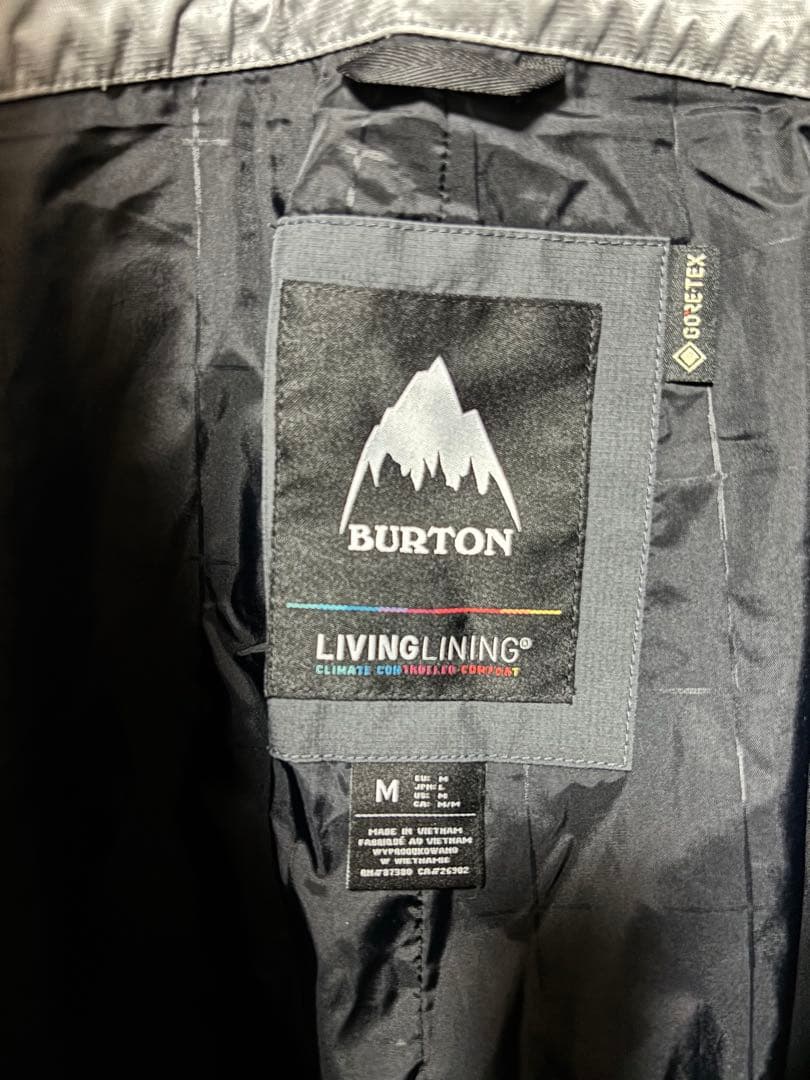 GORE-TEX
BURTON
LIVINGLINING®
CLIMATE CONTROLLED COMFORT
M
EU: M
JPN: L
US: M
CA: M/M
MADE IN VIETNAM
FABRIQUÉ AU VIETNAM
WYPRODUKOWANO
W WIETNAMIE
RN#87380 CA#26902